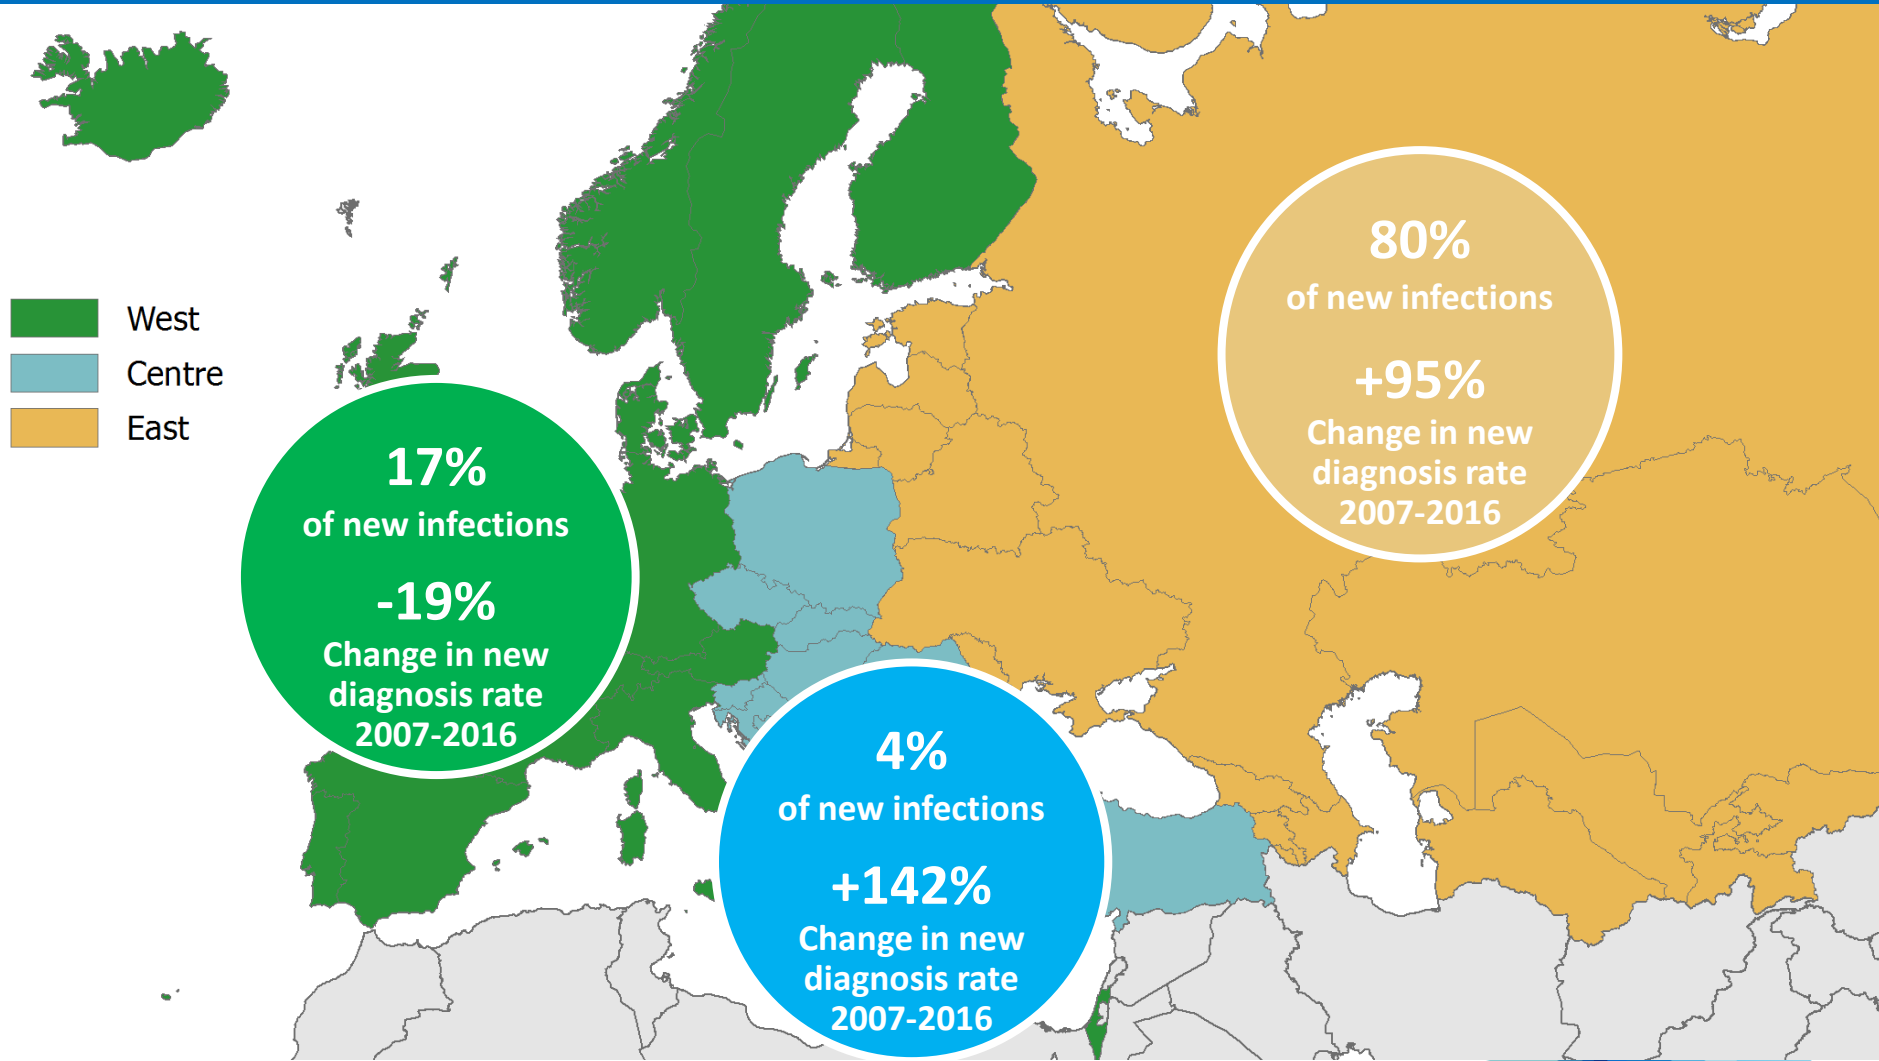 West
Centre
East
17%
of new infections
-19%
Change in new
diagnosis rate
2007-2016
80%
of new infections
+95%
Change in new
diagnosis rate
2007-2016
4%
of new infections
+142%
Change in new
diagnosis rate
2007-2016